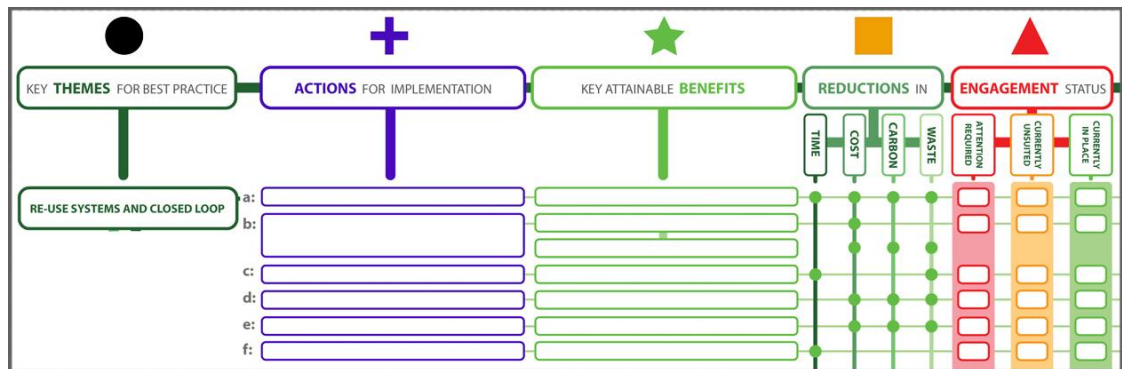 KEY THEMES FOR BEST PRACTICE
ACTIONS FOR IMPLEMENTATION
KEY ATTAINABLE BENEFITS
REDUCTIONS IN
ENGAGEMENT STATUS
TIME
COST
CARBON
WASTE
ATTENTION
REQUIRED
CURRENTLY
UNSUITED
CURRENTLY
IN PLACE
RE-USE SYSTEMS AND CLOSED LOOP
a:
b:
c:
d:
e:
f: